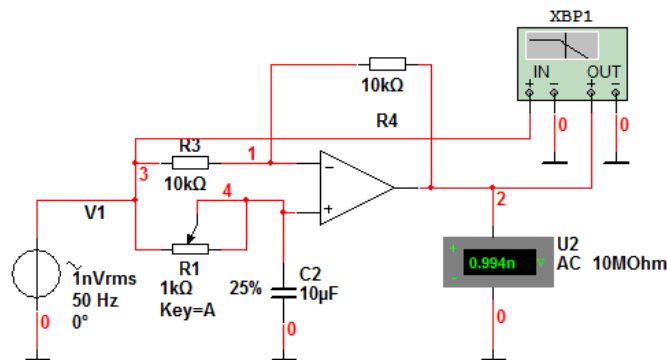 XBP1
IN OUT
+ − + −
10kΩ
R4
0
0
R3
1
3
10kΩ
4
V1
2
U2
AC 10MOhm
0.994n
R1
1kΩ
Key=A
25%
C2
10µF
1nVrms
50 Hz
0°
0
0
0